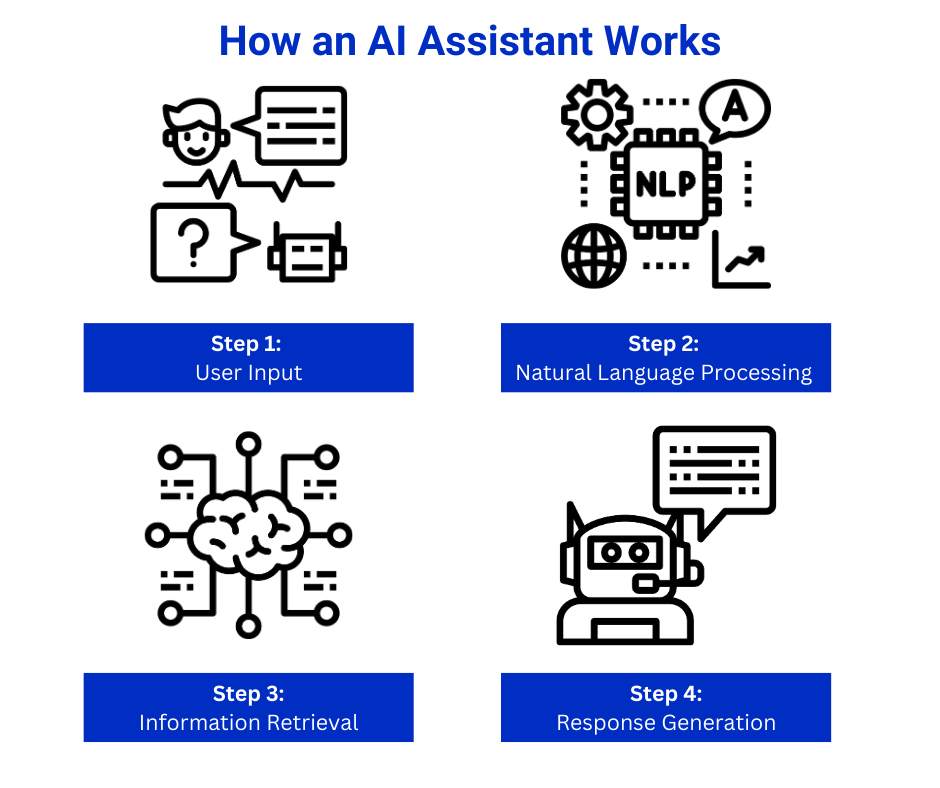 How an AI Assistant Works
?
A
NLP
Step 1:
User Input
Step 2:
Natural Language Processing
Step 3:
Information Retrieval
Step 4:
Response Generation